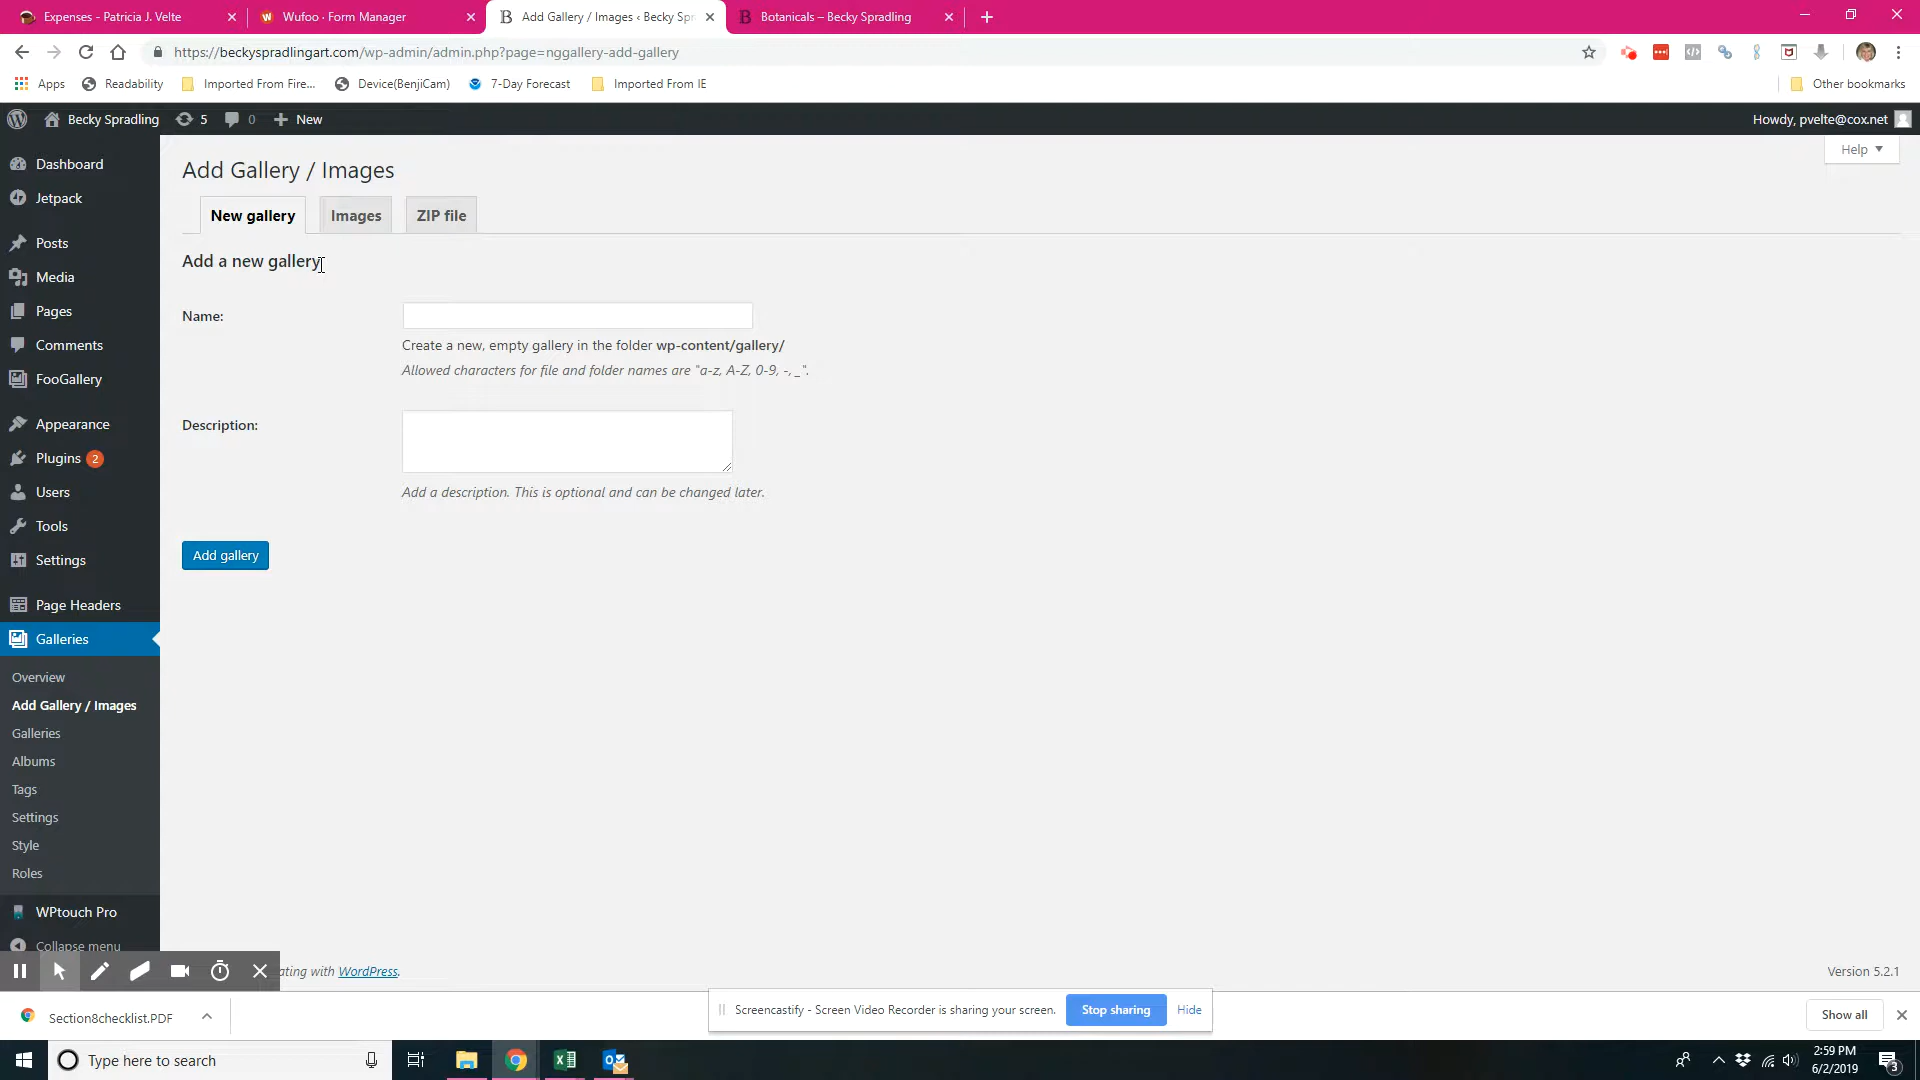 Expenses - Patricia J. Velte
Wufoo · Form Manager
Add Gallery / Images ‹ Becky Spr
Botanicals – Becky Spradling
https://beckyspradlingart.com/wp-admin/admin.php?page=nggallery-add-gallery
Apps
Readability
Imported From Fire...
Device(BenjiCam)
7-Day Forecast
Imported From IE
Other bookmarks
Becky Spradling
5
0
New
Howdy, pvelte@cox.net
Help
Dashboard
Jetpack
Posts
Media
Pages
Comments
FooGallery
Appearance
Plugins 2
Users
Tools
Settings
Page Headers
Galleries
Overview
Add Gallery / Images
Galleries
Albums
Tags
Settings
Style
Roles
WPtouch Pro
Collapse menu
Add Gallery / Images
New gallery
Images
ZIP file
Add a new gallery
Name:
Create a new, empty gallery in the folder wp-content/gallery/
Allowed characters for file and folder names are "a-z, A-Z, 0-9, -, _".
Description:
Add a description. This is optional and can be changed later.
Add gallery
ating with WordPress.
Version 5.2.1
Screencastify - Screen Video Recorder is sharing your screen.
Stop sharing
Hide
Section8checklist.PDF
Show all
Type here to search
2:59 PM
6/2/2019
3